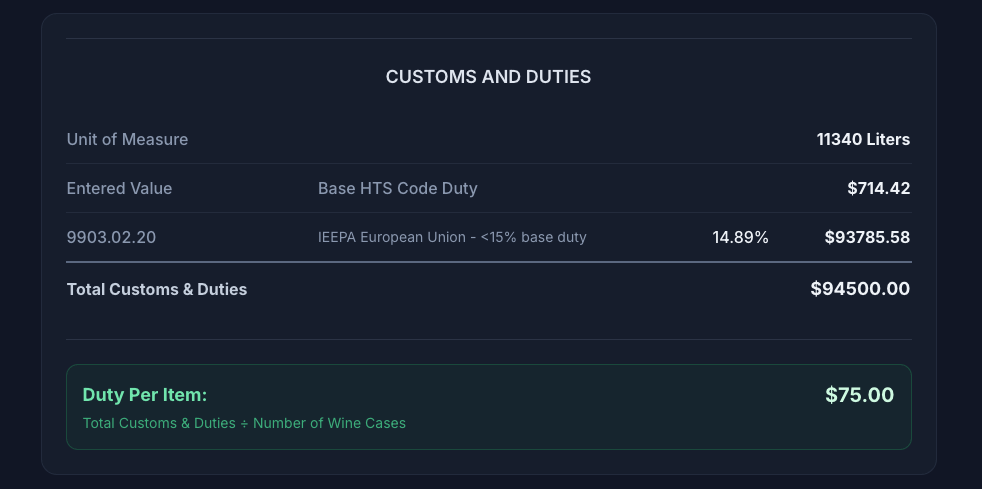 CUSTOMS AND DUTIES
Unit of Measure 11340 Liters
Entered Value Base HTS Code Duty $714.42
9903.02.20 IEEPA European Union - <15% base duty 14.89% $93785.58
Total Customs & Duties $94500.00
Duty Per Item: $75.00
Total Customs & Duties ÷ Number of Wine Cases